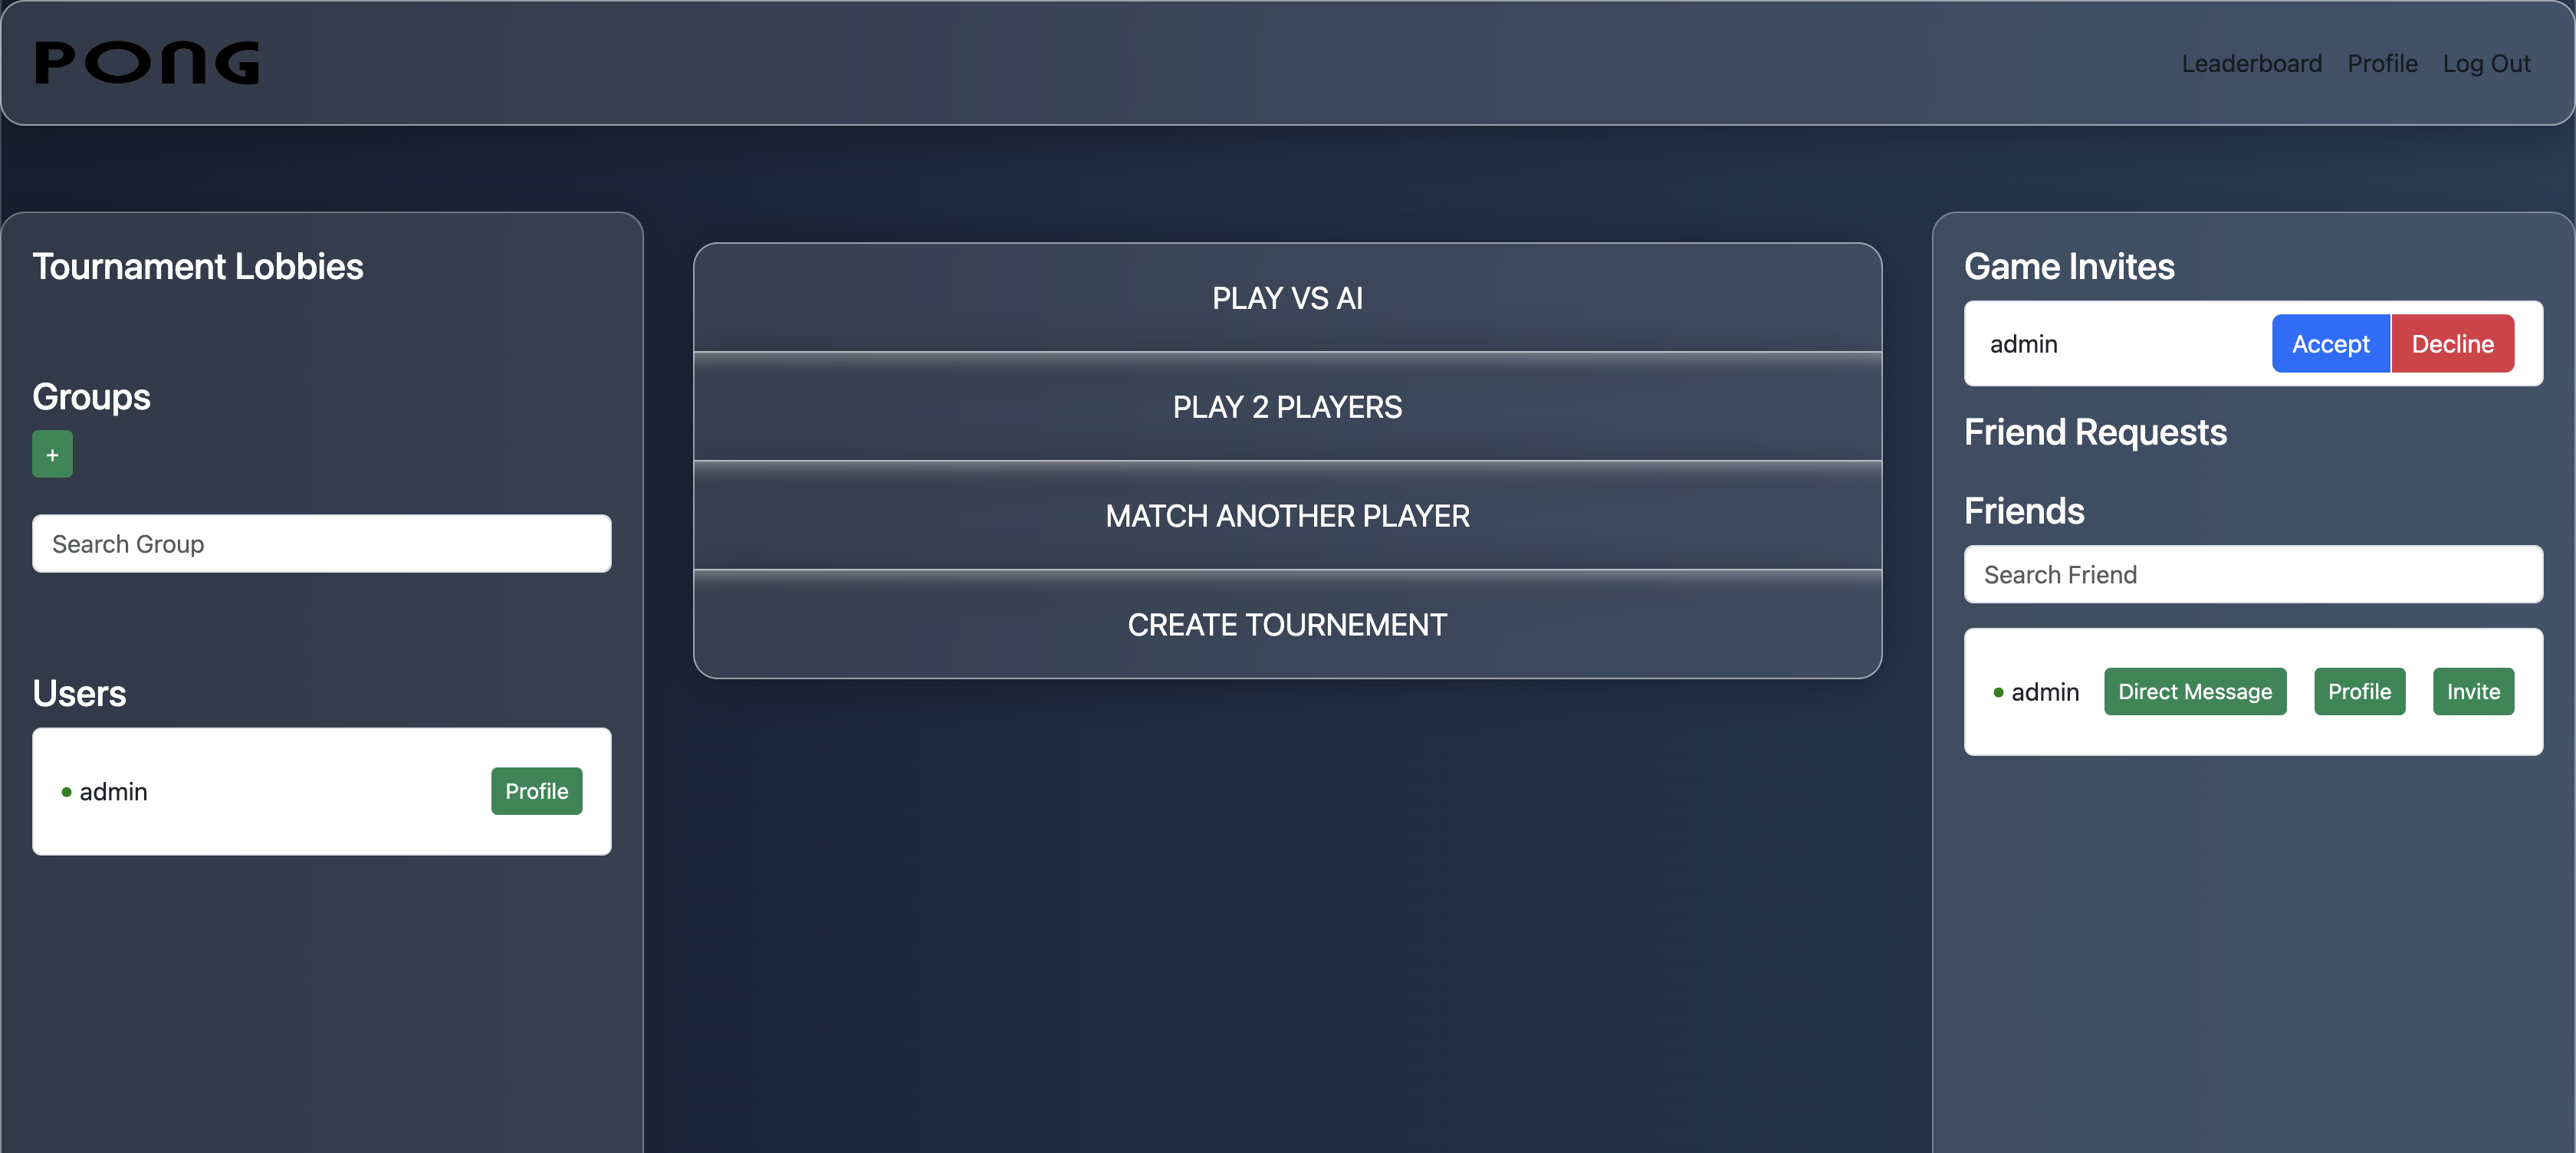 PONG
Leaderboard Profile Log Out
Tournament Lobbies
Groups
+
Search Group
Users
admin Profile
PLAY VS AI
PLAY 2 PLAYERS
MATCH ANOTHER PLAYER
CREATE TOURNEMENT
Game Invites
admin Accept Decline
Friend Requests
Friends
Search Friend
admin Direct Message Profile Invite